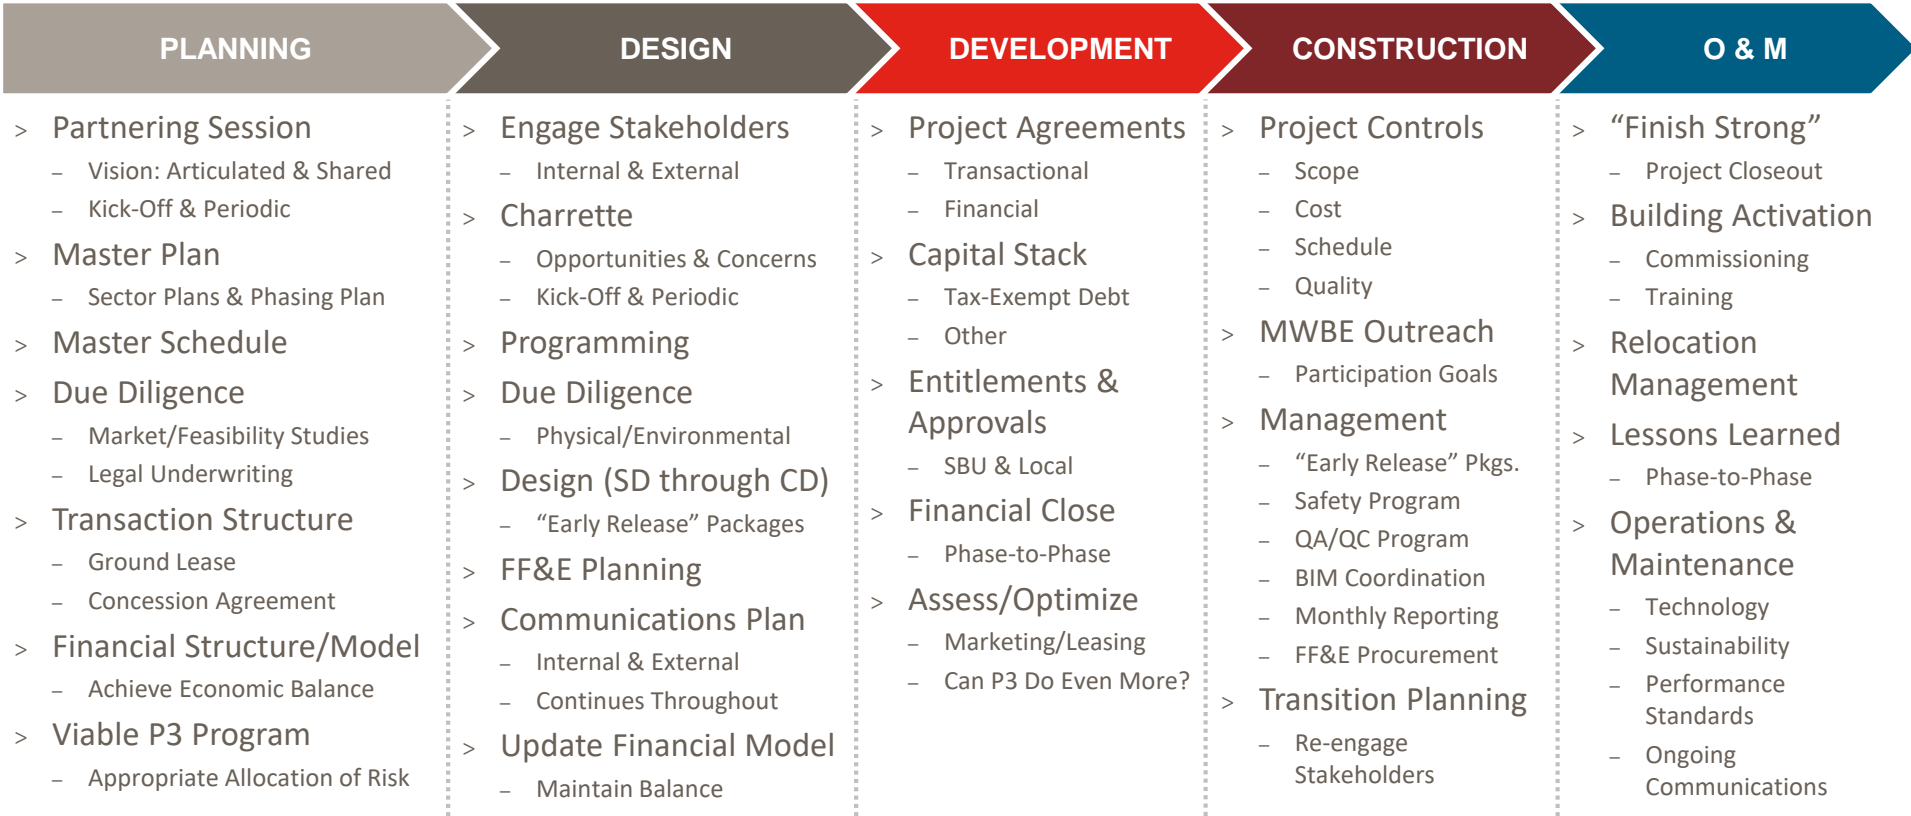 PLANNING
DESIGN
DEVELOPMENT
CONSTRUCTION
O & M
> Partnering Session
– Vision: Articulated & Shared
– Kick-Off & Periodic
> Master Plan
– Sector Plans & Phasing Plan
> Master Schedule
> Due Diligence
– Market/Feasibility Studies
– Legal Underwriting
> Transaction Structure
– Ground Lease
– Concession Agreement
> Financial Structure/Model
– Achieve Economic Balance
> Viable P3 Program
– Appropriate Allocation of Risk
> Engage Stakeholders
– Internal & External
> Charrette
– Opportunities & Concerns
– Kick-Off & Periodic
> Programming
> Due Diligence
– Physical/Environmental
> Design (SD through CD)
– “Early Release” Packages
> FF&E Planning
> Communications Plan
– Internal & External
– Continues Throughout
> Update Financial Model
– Maintain Balance
> Project Agreements
– Transactional
– Financial
> Capital Stack
– Tax-Exempt Debt
– Other
> Entitlements &
Approvals
– SBU & Local
> Financial Close
– Phase-to-Phase
> Assess/Optimize
– Marketing/Leasing
– Can P3 Do Even More?
> Project Controls
– Scope
– Cost
– Schedule
– Quality
> MWBE Outreach
– Participation Goals
> Management
– “Early Release” Pkgs.
– Safety Program
– QA/QC Program
– BIM Coordination
– Monthly Reporting
– FF&E Procurement
> Transition Planning
– Re-engage
Stakeholders
> “Finish Strong”
– Project Closeout
> Building Activation
– Commissioning
– Training
> Relocation
Management
> Lessons Learned
– Phase-to-Phase
> Operations &
Maintenance
– Technology
– Sustainability
– Performance
Standards
– Ongoing
Communications